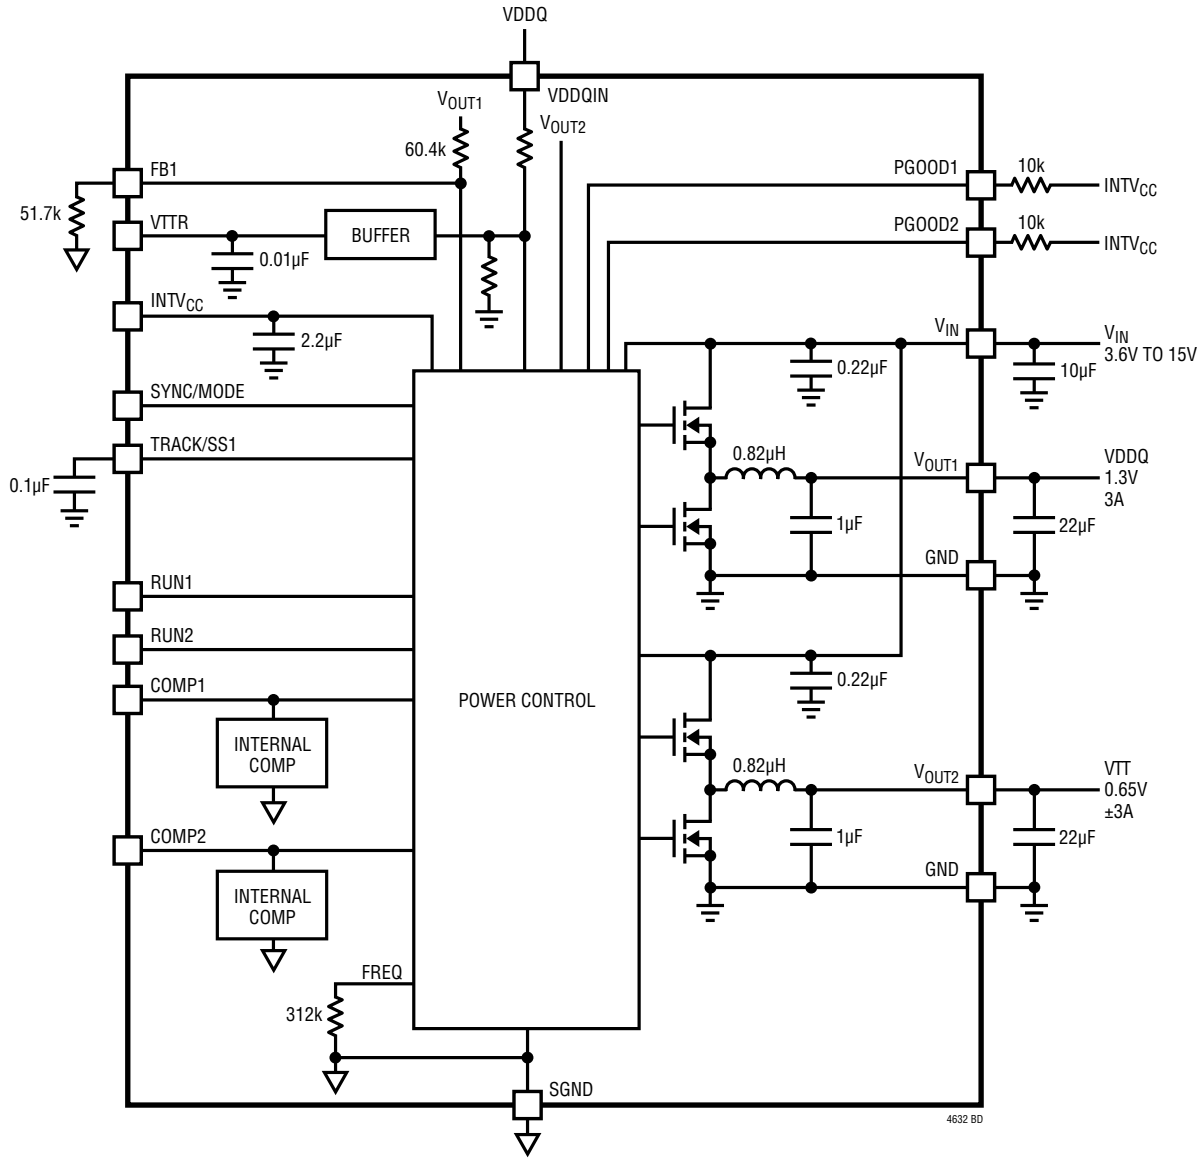 VDDQ
VDDQIN
VOUT1
VOUT2
60.4k
FB1
PGOOD1
10k
INTVCC
51.7k
VTTR
BUFFER
PGOOD2
10k
INTVCC
0.01µF
INTVCC
2.2µF
VIN
VIN
3.6V TO 15V
0.22µF
10µF
SYNC/MODE
TRACK/SS1
0.1µF
0.82µH
VOUT1
VDDQ
1.3V
3A
1µF
22µF
GND
RUN1
RUN2
COMP1
POWER CONTROL
0.22µF
INTERNAL
COMP
0.82µH
VOUT2
VTT
0.65V
±3A
COMP2
1µF
22µF
GND
INTERNAL
COMP
FREQ
312k
SGND
4632 BD